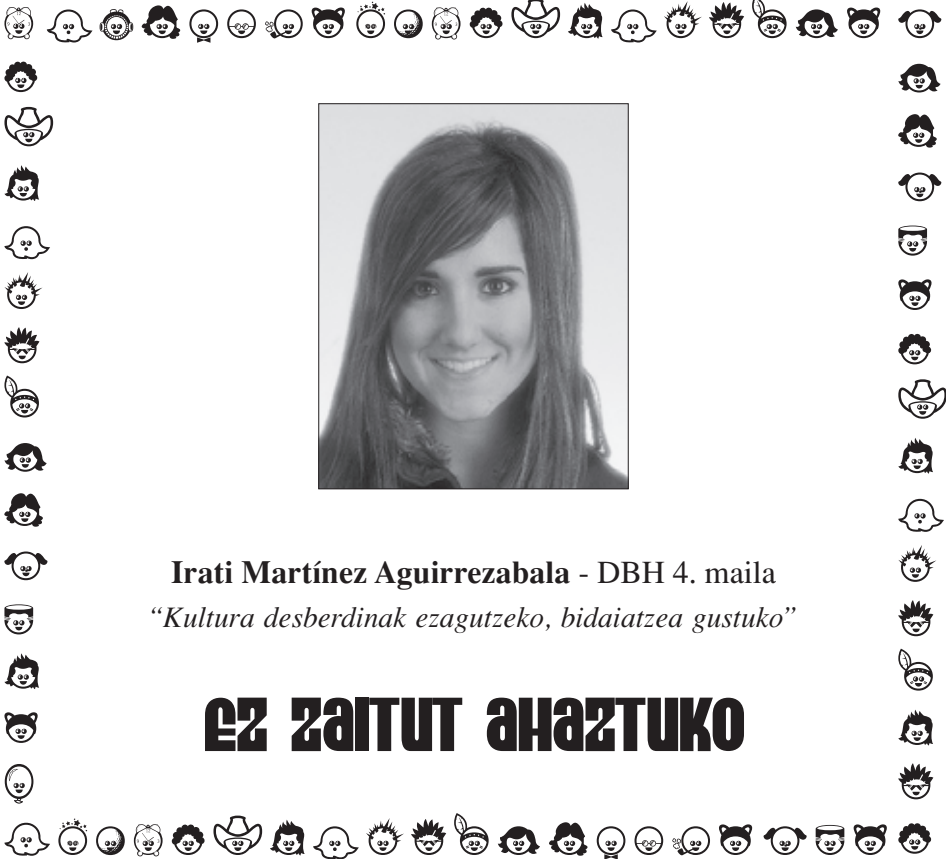 Irati Martínez Aguirrezabala - DBH 4. maila
“Kultura desberdinak ezagutzeko, bidaiatzea gustuko”
EZ ZAITUT AHAZTUKO